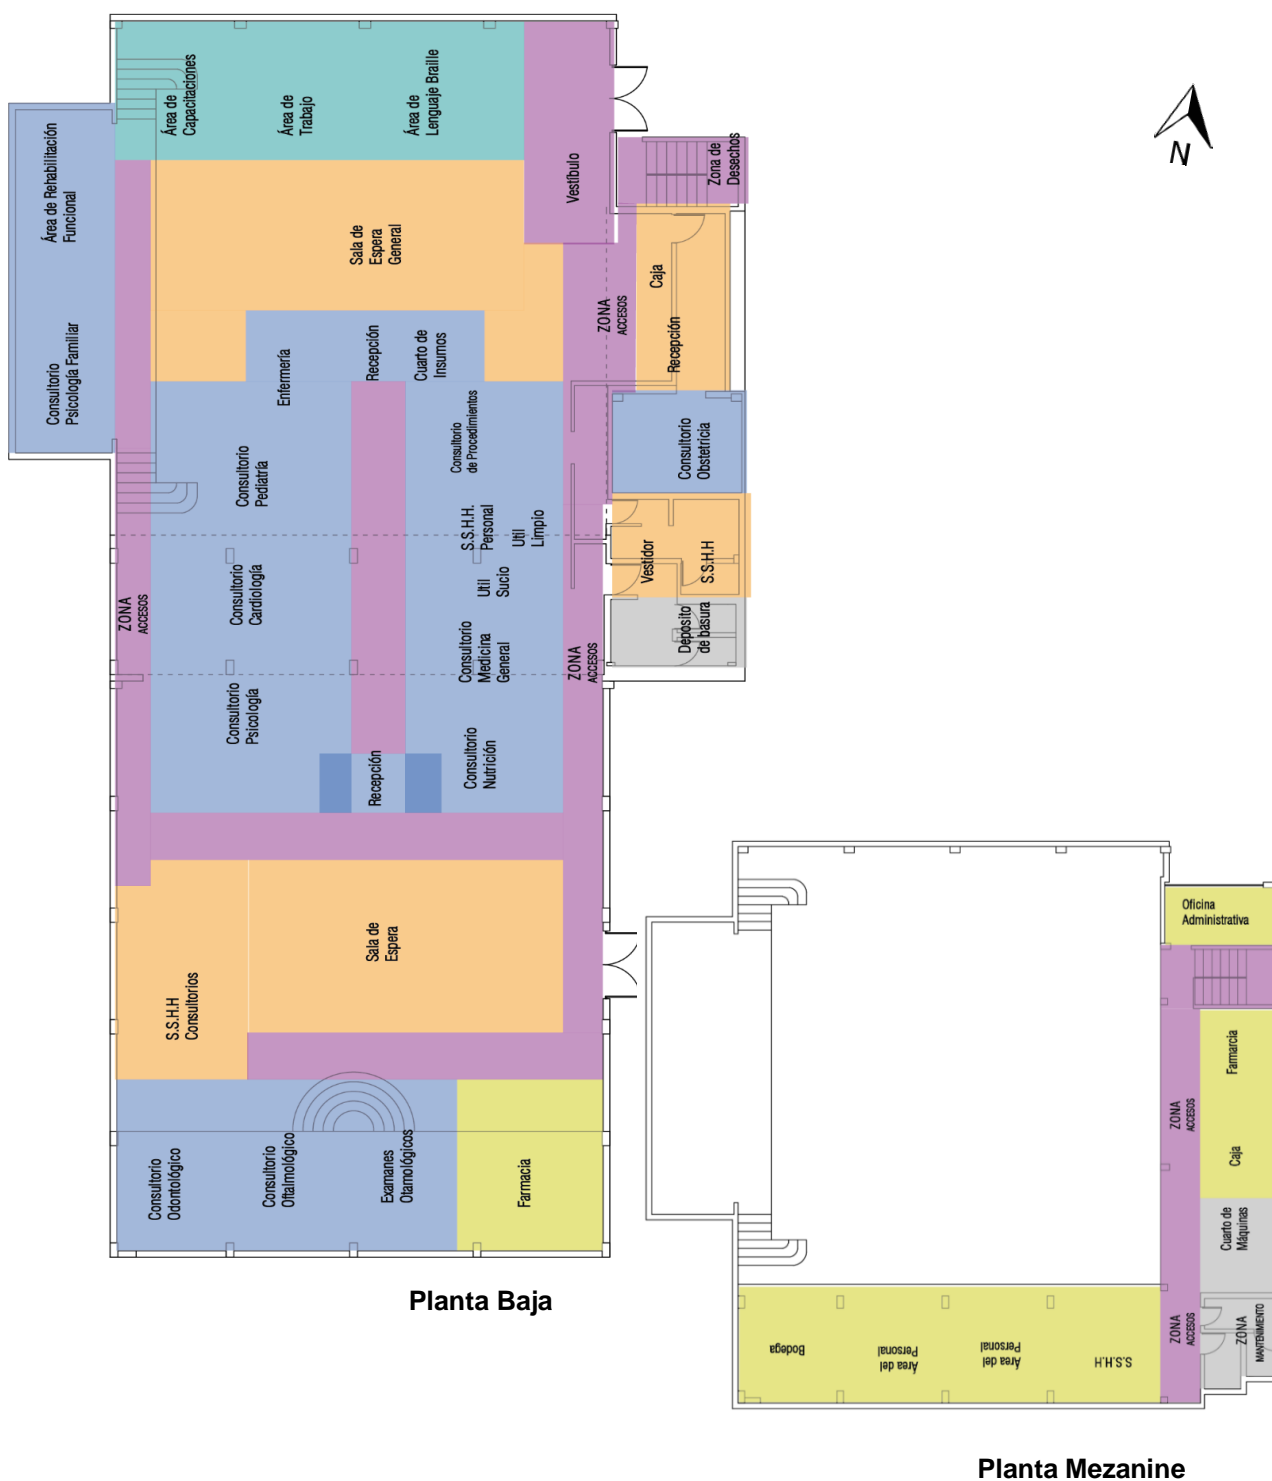 Área de
Capacitaciones
Área de
Trabajo
Área de
Lenguaje Braille
Vestíbulo
Zona de
Desechos
N
Área de Rehabilitación
Funcional
Sala de
Espera
General
Caja
ZONA
ACCESOS
Recepción
Consultorio
Psicología Familiar
Enfermería
Recepción
Cuarto de
Insumos
Consultorio
de Procedimientos
Consultorio
Obstetricia
Consultorio
Pediatría
S.S.H.H.
Personal
Util
Limpio
Vestidor
S.S.H.H
ZONA
ACCESOS
Consultorio
Cardiología
Util
Sucio
Consultorio
Medicina
General
ZONA
ACCESOS
Deposito
de basura
Consultorio
Psicología
Recepción
Consultorio
Nutrición
Sala de
Espera
S.S.H.H
Consultorios
Consultorio
Odontológico
Consultorio
Oftalmológico
Examanes
Otamológicos
Farmacia
Planta Baja
Oficina
Administrativa
Farmarcia
ZONA
ACCESOS
Caja
Cuarto de
Máquinas
ZONA
ACCESOS
ZONA
MANTENIMIENTO
Bodega
Área del
Personal
Área del
Personal
S.S.H.H
Planta Mezanine